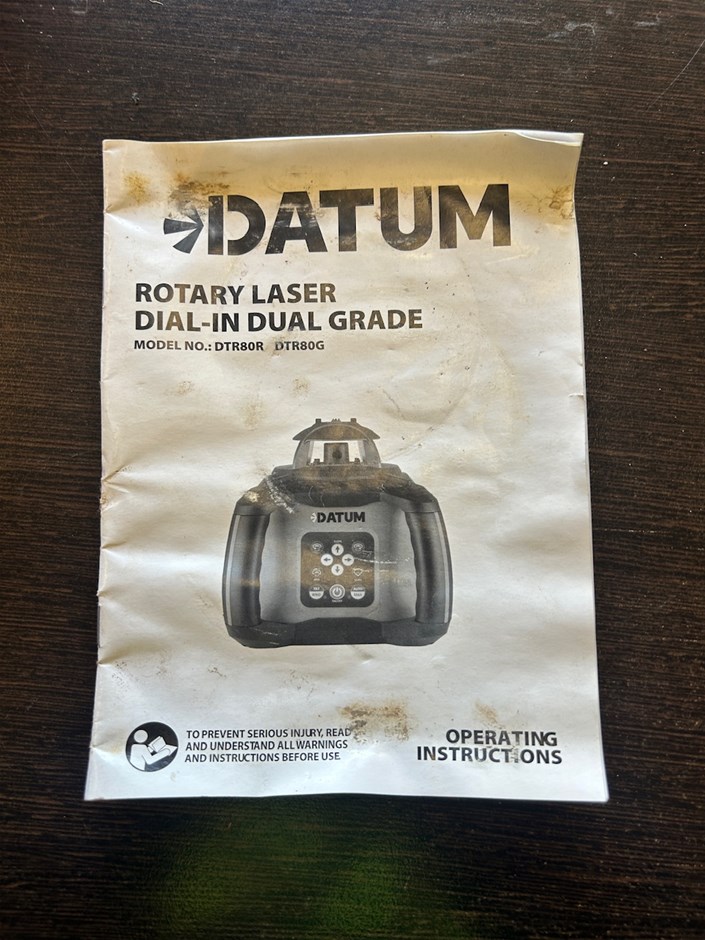 DATUM
ROTARY LASER
DIAL-IN DUAL GRADE
MODEL NO.: DTR80R DTR80G
DATUM
TO PREVENT SERIOUS INJURY, READ
AND UNDERSTAND ALL WARNINGS
AND INSTRUCTIONS BEFORE USE.
OPERATING
INSTRUCTIONS